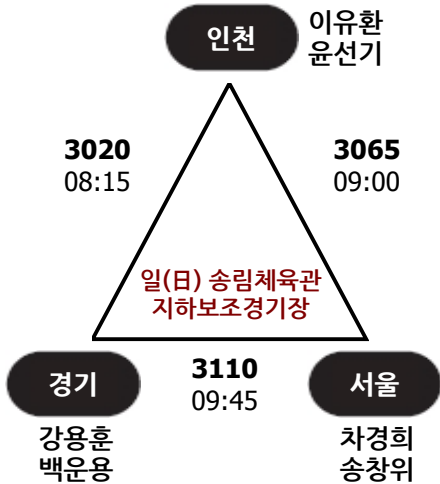 인천
이유환
윤선기
3020
08:15
3065
09:00
일(日) 송림체육관
지하보조경기장
경기
3110
09:45
서울
강용훈
백운용
차경희
송창위